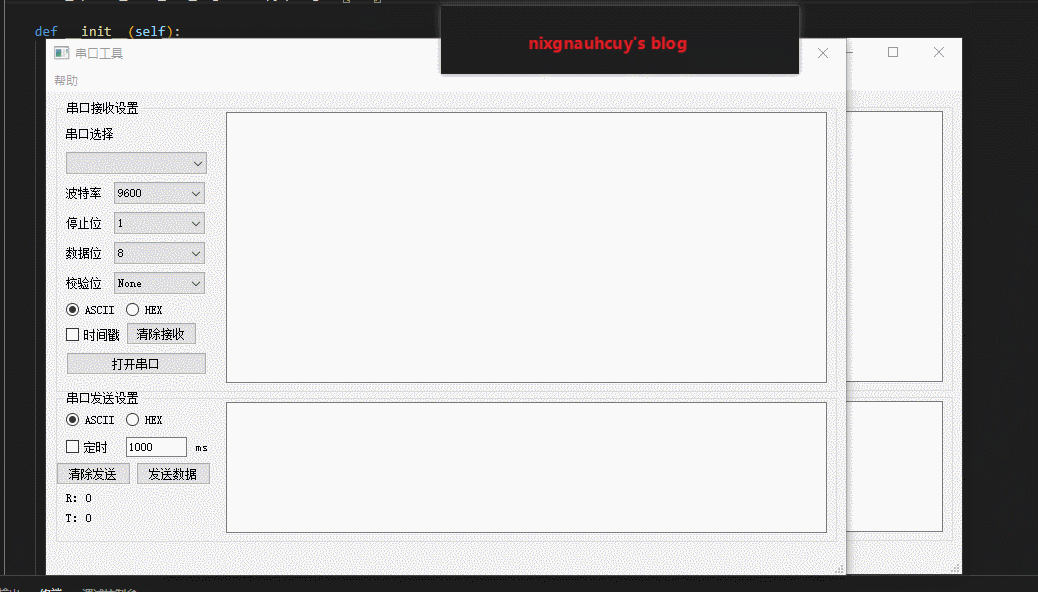 def __init__(self):
nixgnauhcuy's blog
串口工具
帮助
串口接收设置
串口选择
波特率 9600
停止位 1
数据位 8
校验位 None
ASCII HEX
时间戳 清除接收
打开串口
串口发送设置
ASCII HEX
定时 1000 ms
清除发送 发送数据
R: 0
T: 0